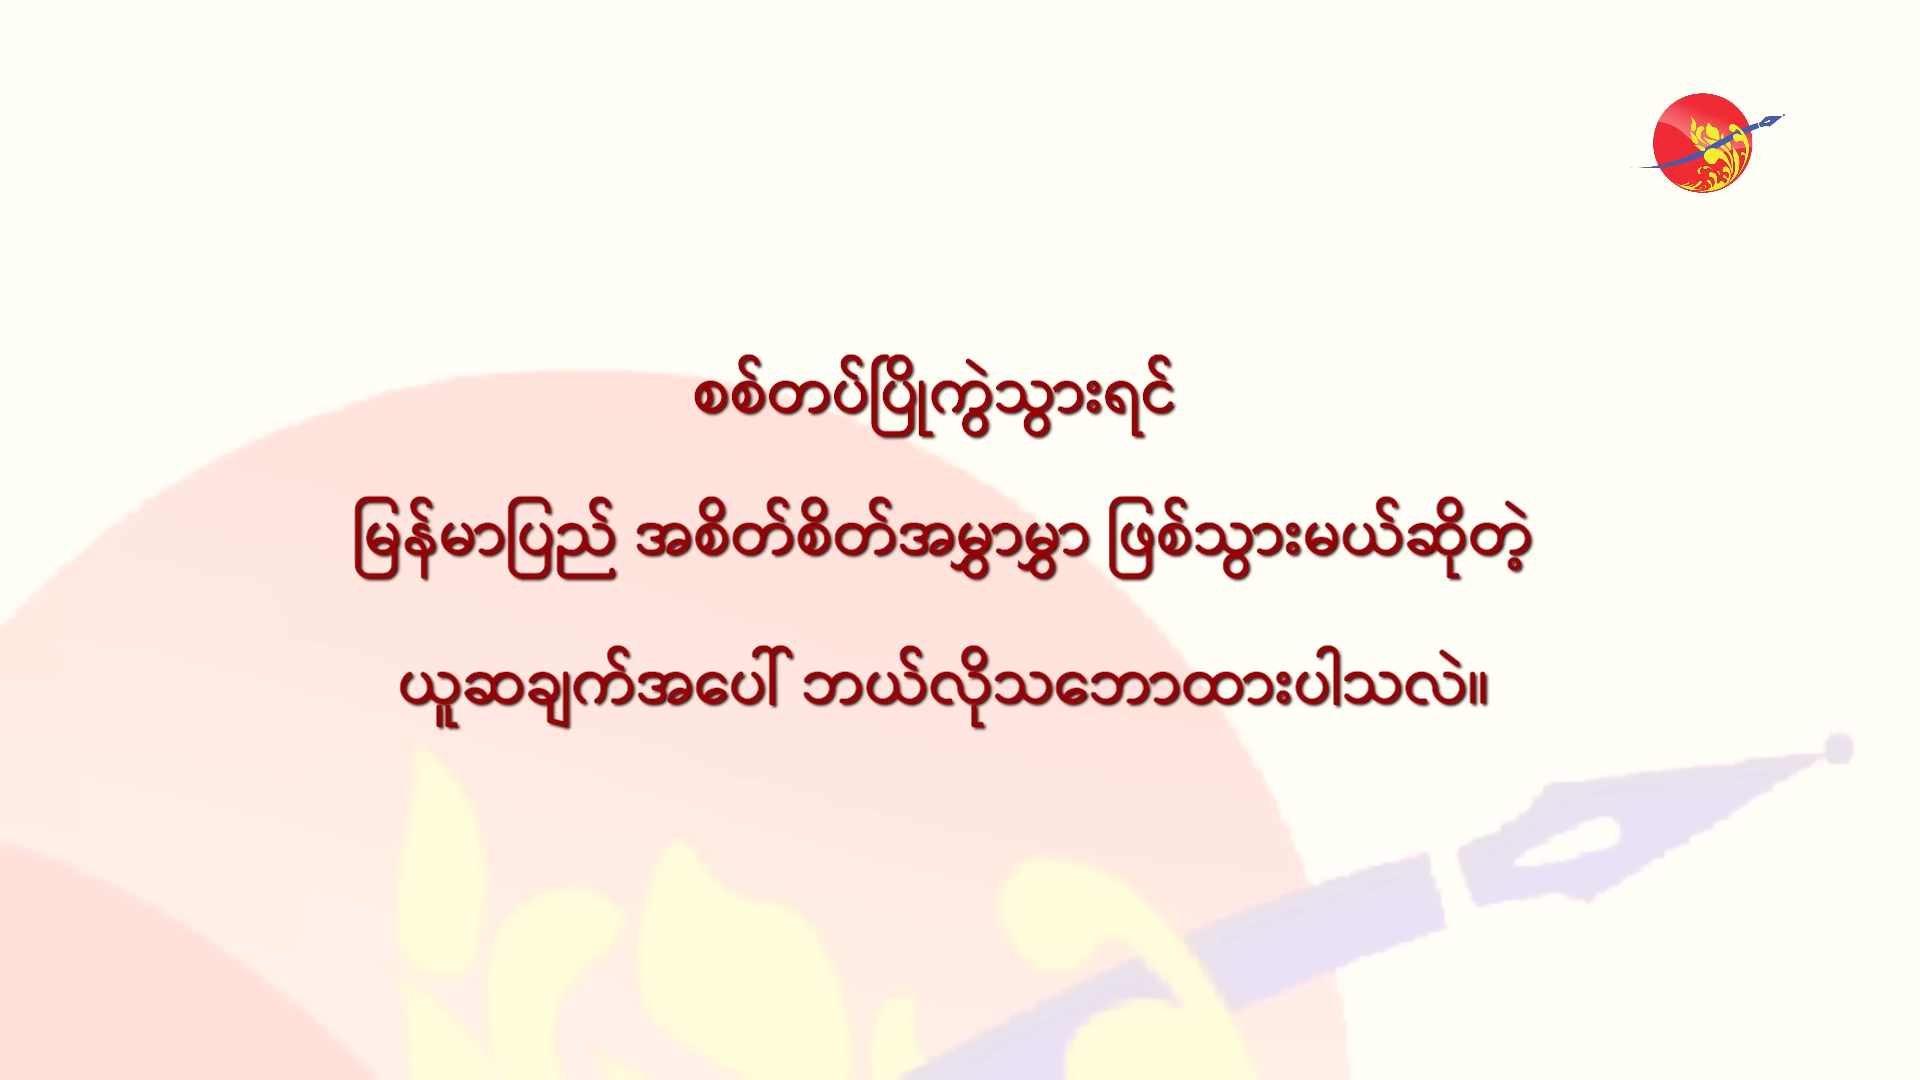 စစ်တပ်ပြိုကွဲသွားရင်
မြန်မာပြည် အစိတ်စိတ်အမွှာမွှာ ဖြစ်သွားမယ်ဆိုတဲ့
ယူဆချက်အပေါ် ဘယ်လိုသဘောထားပါသလဲ။